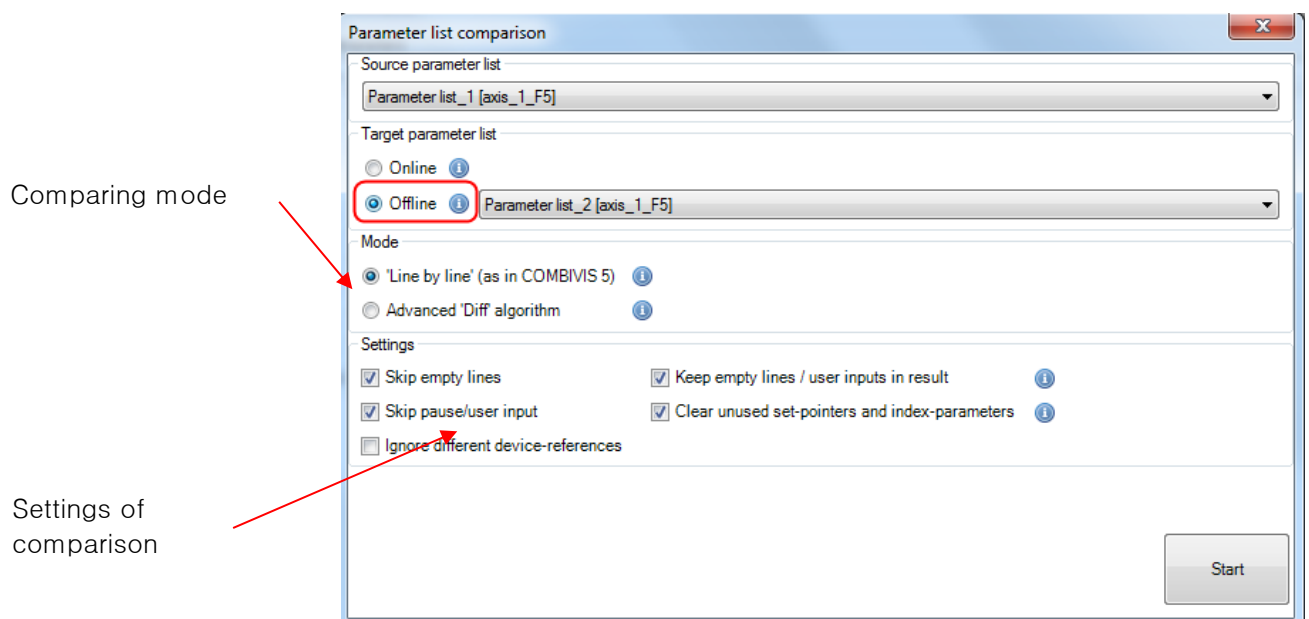 Parameter list comparison
Source parameter list
Parameter list_1 [axis_1_F5]
Target parameter list
Online
Comparing mode
Offline
Parameter list_2 [axis_1_F5]
Mode
'Line by line' (as in COMBIVIS 5)
Advanced 'Diff' algorithm
Settings
Skip empty lines
Keep empty lines / user inputs in result
Skip pause/user input
Clear unused set-pointers and index-parameters
Ignore different device-references
Settings of
comparison
Start